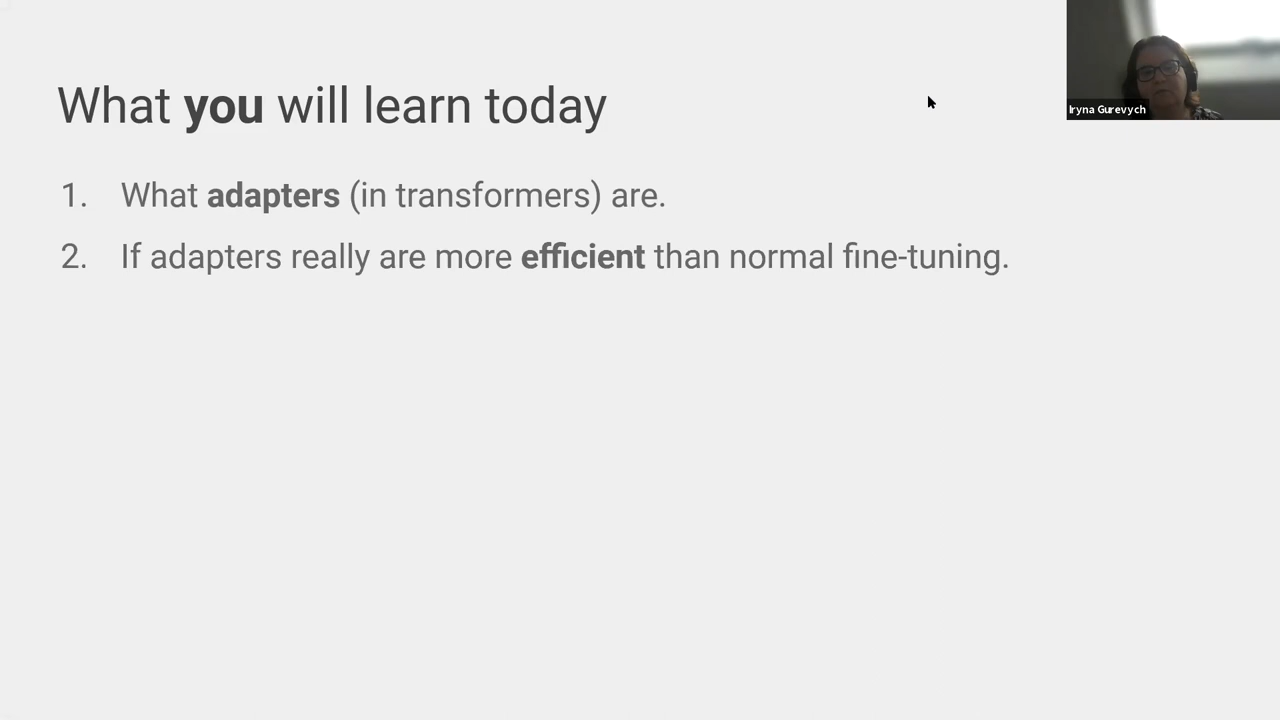 What you will learn today
Iryna Gurevych
1. What adapters (in transformers) are.
2. If adapters really are more efficient than normal fine-tuning.